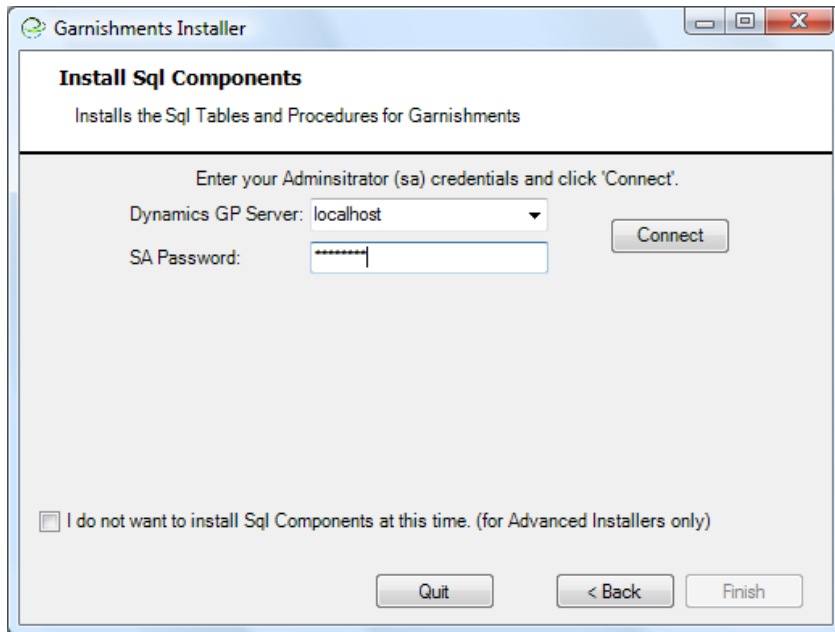 Garnishments Installer
Install Sql Components
Installs the Sql Tables and Procedures for Garnishments
Enter your Adminsitrator (sa) credentials and click 'Connect'.
Dynamics GP Server: localhost
Connect
SA Password: ********
I do not want to install Sql Components at this time. (for Advanced Installers only)
Quit < Back Finish